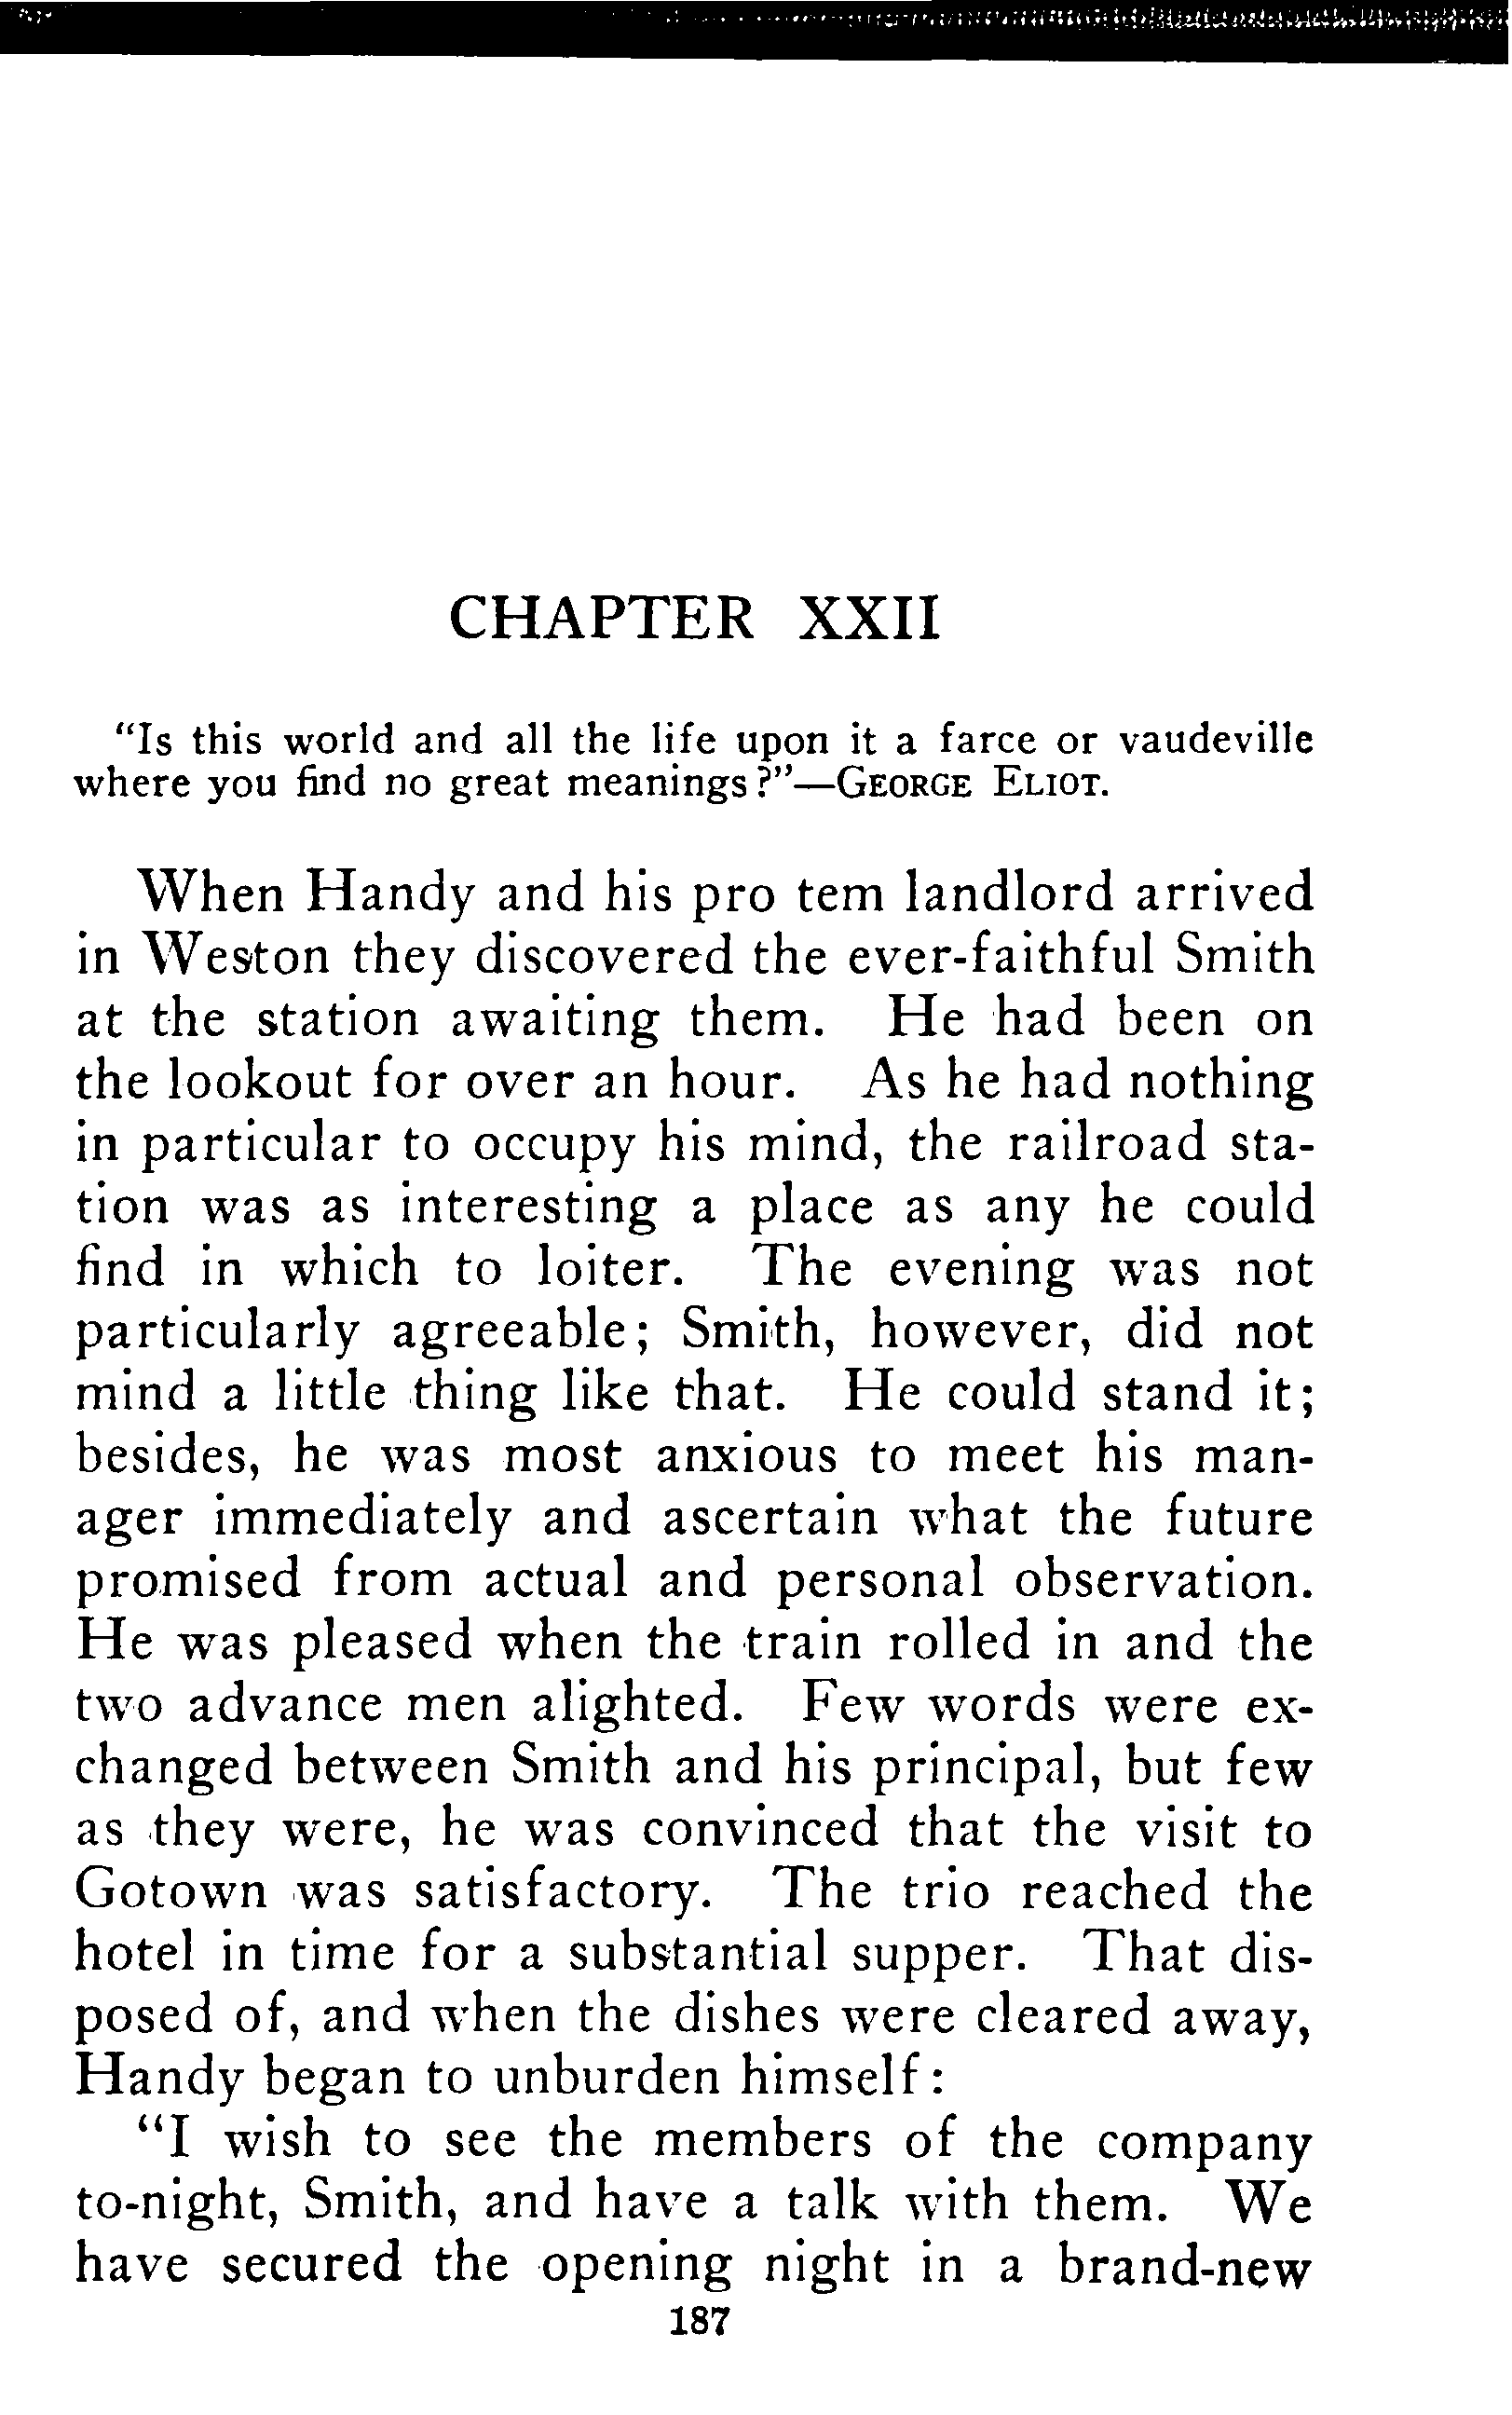 CHAPTER XXII
"Is this world and all the life upon it a farce or vaudeville
where you find no great meanings?"—GEORGE ELIOT.
When Handy and his pro tem landlord arrived
in Weston they discovered the ever-faithful Smith
at the station awaiting them. He had been on
the lookout for over an hour. As he had nothing
in particular to occupy his mind, the railroad sta-
tion was as interesting a place as any he could
find in which to loiter. The evening was not
particularly agreeable; Smith, however, did not
mind a little thing like that. He could stand it;
besides, he was most anxious to meet his man-
ager immediately and ascertain what the future
promised from actual and personal observation.
He was pleased when the train rolled in and the
two advance men alighted. Few words were ex-
changed between Smith and his principal, but few
as they were, he was convinced that the visit to
Gotown was satisfactory. The trio reached the
hotel in time for a substantial supper. That dis-
posed of, and when the dishes were cleared away,
Handy began to unburden himself:
"I wish to see the members of the company
to-night, Smith, and have a talk with them. We
have secured the opening night in a brand-new
187